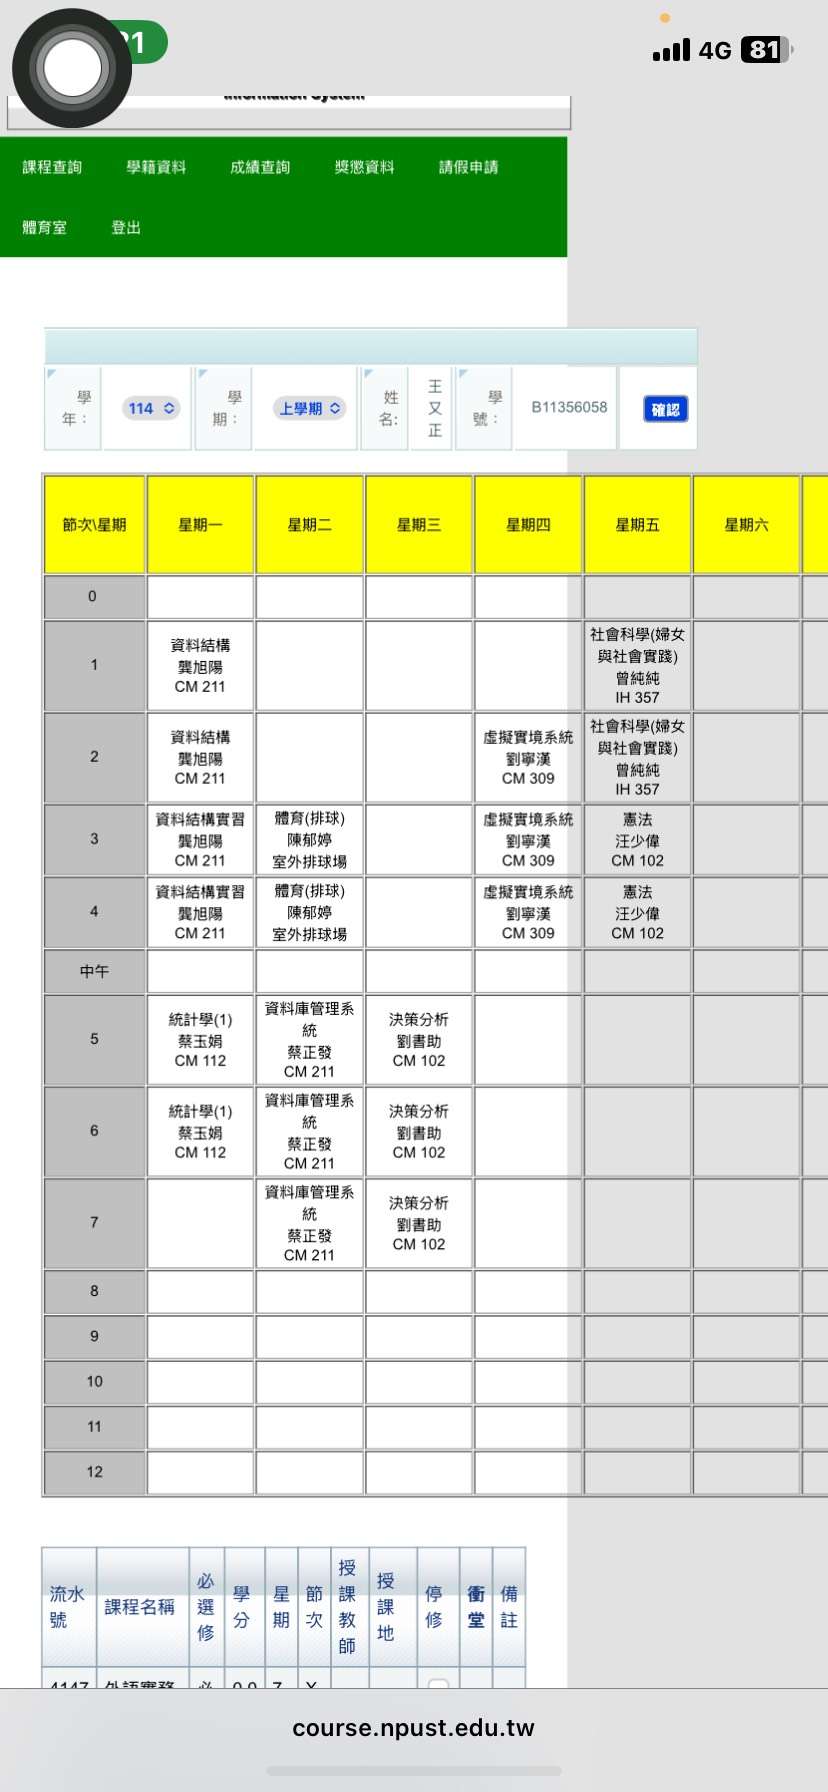 4G 81
課程查詢 學籍資料 成績查詢 獎懲資料 請假申請
體育室 登出
學年： 114 學期： 上學期 姓名: 王又正 學號： B11356058 確認
節次\星期 星期一 星期二 星期三 星期四 星期五 星期六
0
1
資料結構
龔旭陽
CM 211
社會科學(婦女
與社會實踐)
曾純純
IH 357
2
資料結構
龔旭陽
CM 211
虛擬實境系統
劉寧漢
CM 309
社會科學(婦女
與社會實踐)
曾純純
IH 357
3
資料結構實習
龔旭陽
CM 211
體育(排球)
陳郁婷
室外排球場
虛擬實境系統
劉寧漢
CM 309
憲法
汪少偉
CM 102
4
資料結構實習
龔旭陽
CM 211
體育(排球)
陳郁婷
室外排球場
虛擬實境系統
劉寧漢
CM 309
憲法
汪少偉
CM 102
中午
5
統計學(1)
蔡玉娟
CM 112
資料庫管理系
統
蔡正發
CM 211
決策分析
劉書助
CM 102
6
統計學(1)
蔡玉娟
CM 112
資料庫管理系
統
蔡正發
CM 211
決策分析
劉書助
CM 102
7
資料庫管理系
統
蔡正發
CM 211
決策分析
劉書助
CM 102
8
9
10
11
12
流水號 課程名稱 必選修 學分 星期 節次 授課教師 授課地 停修 衝堂 備註
course.npust.edu.tw